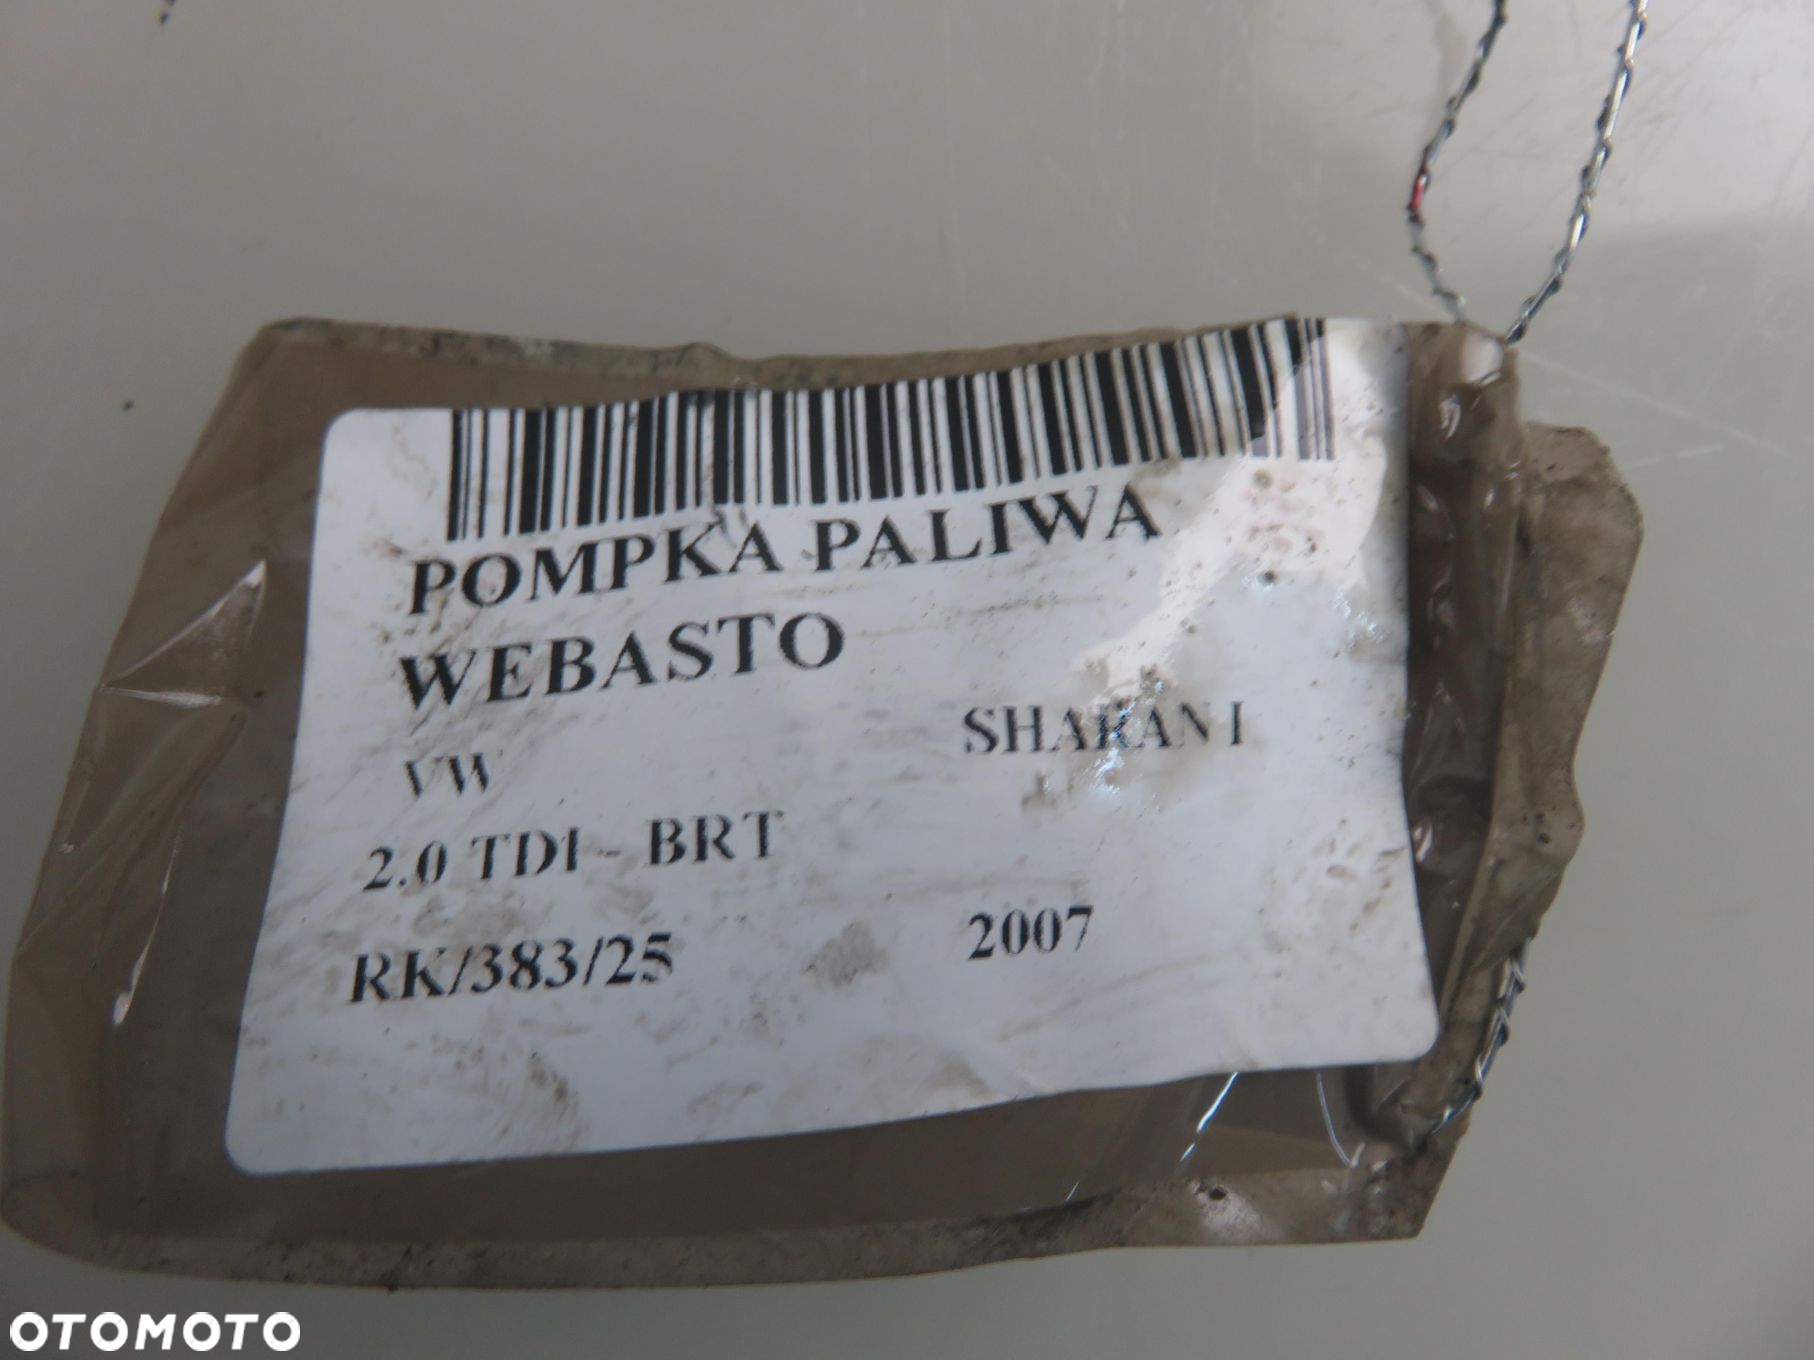 POMPKA PALIWA
WEBASTO
VW SHARAN I
2.0 TDI - BRT
RK/383/25 2007
OTOMOTO